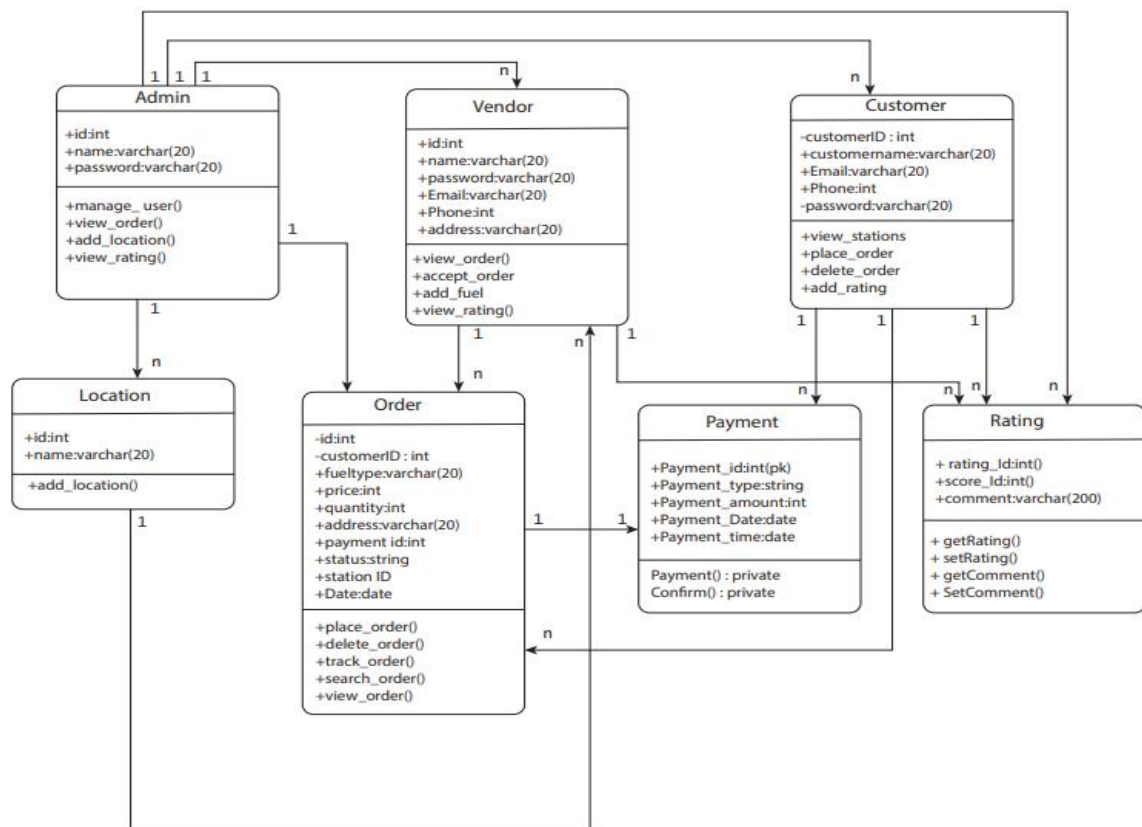 1 1 1
n
n
Admin
+id:int
+name:varchar(20)
+password:varchar(20)
+manage_ user()
+view_order()
+add_location()
+view_rating()
Vendor
+id:int
+name:varchar(20)
+password:varchar(20)
+Email:varchar(20)
+Phone:int
+address:varchar(20)
+view_order()
+accept_order
+add_fuel
+view_rating()
Customer
-customerID : int
+customername:varchar(20)
+Email:varchar(20)
+Phone:int
-password:varchar(20)
+view_stations
+place_order
+delete_order
+add_rating
1
1
1
n
1
1
1
1
n
n
n
n
n
n
Location
+id:int
+name:varchar(20)
+add_location()
1
Order
-id:int
-customerID : int
+fueltype:varchar(20)
+price:int
+quantity:int
+address:varchar(20)
+payment id:int
+status:string
+station ID
+Date:date
+place_order()
+delete_order()
+track_order()
+search_order()
+view_order()
1
1
n
Payment
+Payment_id:int(pk)
+Payment_type:string
+Payment_amount:int
+Payment_Date:date
+Payment_time:date
Payment() : private
Confirm() : private
Rating
+ rating_Id:int()
+score_Id:int()
+comment:varchar(200)
+ getRating()
+ setRating()
+ getComment()
+ SetComment()